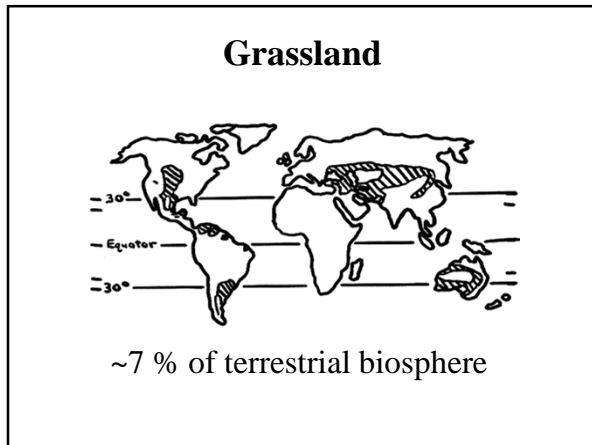 Grassland
30°
Equator
30°
~7 % of terrestrial biosphere